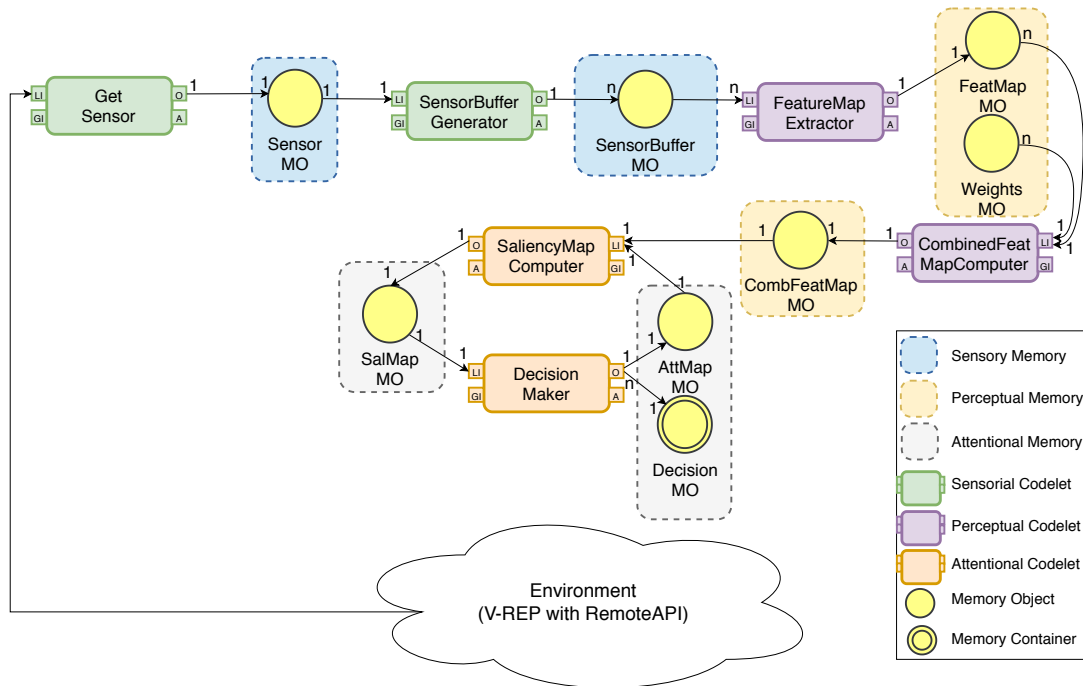 1
n
LI
Get
Sensor
O
GI
A
1
1
Sensor
MO
1
1
LI
SensorBuffer
Generator
O
GI
A
1
n
SensorBuffer
MO
n
n
LI
FeatureMap
Extractor
O
GI
A
1
FeatMap
MO
n
Weights
MO
1
1
O
CombinedFeat
MapComputer
LI
A
GI
1
1
CombFeatMap
MO
1
1
1
O
SaliencyMap
Computer
LI
A
GI
1
1
SalMap
MO
1
1
LI
Decision
Maker
O
GI
A
1
n
1
1
AttMap
MO
1
Decision
MO
Environment
(V-REP with RemoteAPI)
Sensory Memory
Perceptual Memory
Attentional Memory
Sensorial Codelet
Perceptual Codelet
Attentional Codelet
Memory Object
Memory Container